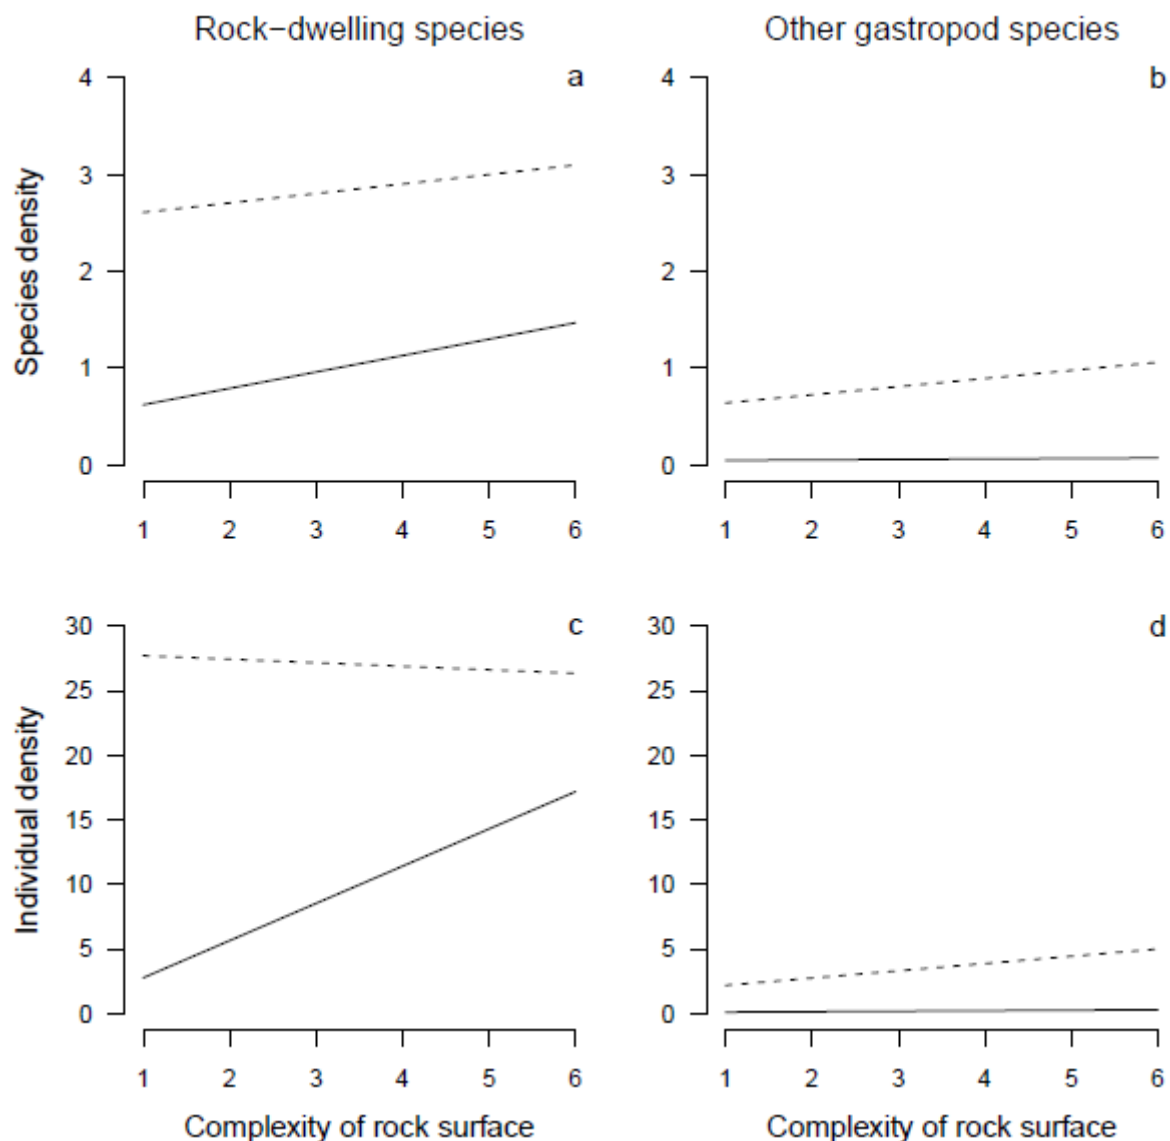 Rock−dwelling species
Other gastropod species
a
4
3
2
1
0
Species density
1 2 3 4 5 6
b
4
3
2
1
0
1 2 3 4 5 6
c
30
25
20
15
10
5
0
Individual density
1 2 3 4 5 6
Complexity of rock surface
d
30
25
20
15
10
5
0
1 2 3 4 5 6
Complexity of rock surface